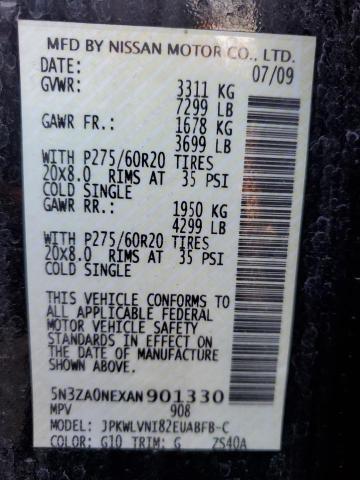 MFD BY NISSAN MOTOR CO., LTD.
DATE: 07/09
GVWR: 3311 KG
7299 LB
GAWR FR.: 1678 KG
3699 LB
WITH P275/60R20 TIRES
20X8.0 RIMS AT 35 PSI
COLD SINGLE
GAWR RR.: 1950 KG
4299 LB
WITH P275/60R20 TIRES
20X8.0 RIMS AT 35 PSI
COLD SINGLE
THIS VEHICLE CONFORMS TO
ALL APPLICABLE FEDERAL
MOTOR VEHICLE SAFETY
STANDARDS IN EFFECT ON
THE DATE OF MANUFACTURE
SHOWN ABOVE.
5N3ZA0NEXAN901330
MPV 908
MODEL: JPKWLVNI82EUABFB-C
COLOR: G10 TRIM: G ZS40A